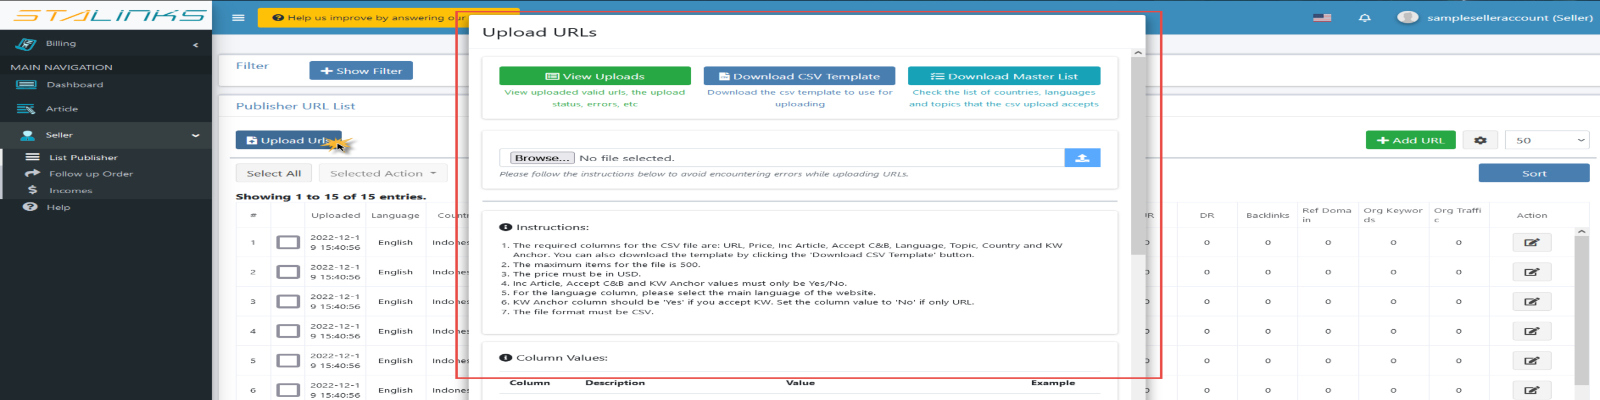 STALINKS
Help us improve by answering our
sampleselleraccount (Seller)
Billing
MAIN NAVIGATION
Dashboard
Article
Seller
List Publisher
Follow up Order
Incomes
Help
Filter
Show Filter
Publisher URL List
Upload Urls
Add URL
50
Select All
Selected Action
Sort
Showing 1 to 15 of 15 entries.
# Uploaded Language Countr
UR DR Backlinks Ref Domain Org Keywords Org Traffic Action
1 2022-12-19 15:40:56 English Indones 0 0 0 0 0 0
2 2022-12-19 15:40:56 English Indones 0 0 0 0 0 0
3 2022-12-19 15:40:56 English Indones 0 0 0 0 0 0
4 2022-12-19 15:40:56 English Indones 0 0 0 0 0 0
5 2022-12-19 15:40:56 English Indones 0 0 0 0 0 0
6 2022-12-19 15:40:56 English Indones 0 0 0 0 0 0
Upload URLs
View Uploads
View uploaded valid urls, the upload
status, errors, etc
Download CSV Template
Download the csv template to use for
uploading
Download Master List
Check the list of countries, languages
and topics that the csv upload accepts
Browse... No file selected.
Please follow the instructions below to avoid encountering errors while uploading URLs.
Instructions:
1. The required columns for the CSV file are: URL, Price, Inc Article, Accept C&B, Language, Topic, Country and KW
Anchor. You can also download the template by clicking the 'Download CSV Template' button.
2. The maximum items for the file is 500.
3. The price must be in USD.
4. Inc Article, Accept C&B and KW Anchor values must only be Yes/No.
5. For the language column, please select the main language of the website.
6. KW Anchor column should be 'Yes' if you accept KW. Set the column value to 'No' if only URL.
7. The file format must be CSV.
Column Values:
Column Description Value Example